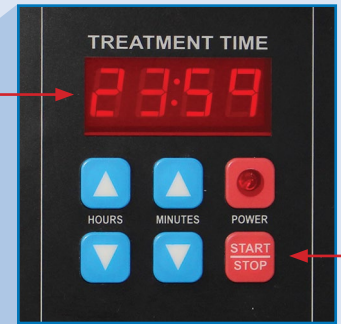 TREATMENT TIME
23:59
HOURS MINUTES POWER
START
STOP